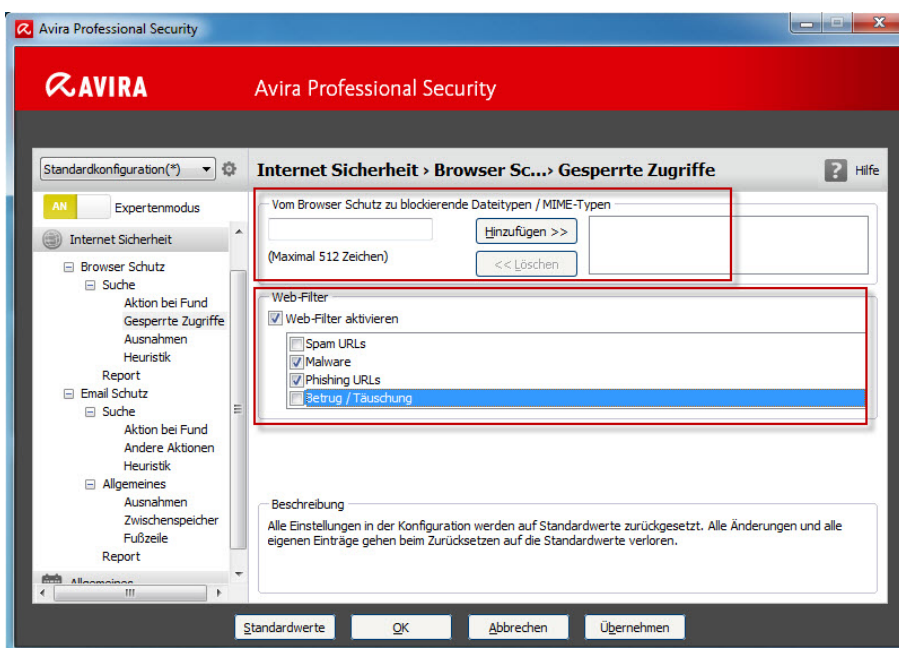 Avira Professional Security
AVIRA
Avira Professional Security
Standardkonfiguration(*)
Internet Sicherheit › Browser Sc...› Gesperrte Zugriffe
? Hilfe
AN Expertenmodus
Internet Sicherheit
Browser Schutz
Suche
Aktion bei Fund
Gesperrte Zugriffe
Ausnahmen
Heuristik
Report
Email Schutz
Suche
Aktion bei Fund
Andere Aktionen
Heuristik
Allgemeines
Ausnahmen
Zwischenspeicher
Fußzeile
Report
Allgemeines
Vom Browser Schutz zu blockierende Dateitypen / MIME-Typen
Hinzufügen >>
(Maximal 512 Zeichen)
<< Löschen
Web-Filter
Web-Filter aktivieren
Spam URLs
Malware
Phishing URLs
Betrug / Täuschung
Beschreibung
Alle Einstellungen in der Konfiguration werden auf Standardwerte zurückgesetzt. Alle Änderungen und alle
eigenen Einträge gehen beim Zurücksetzen auf die Standardwerte verloren.
Standardwerte
OK
Abbrechen
Übernehmen